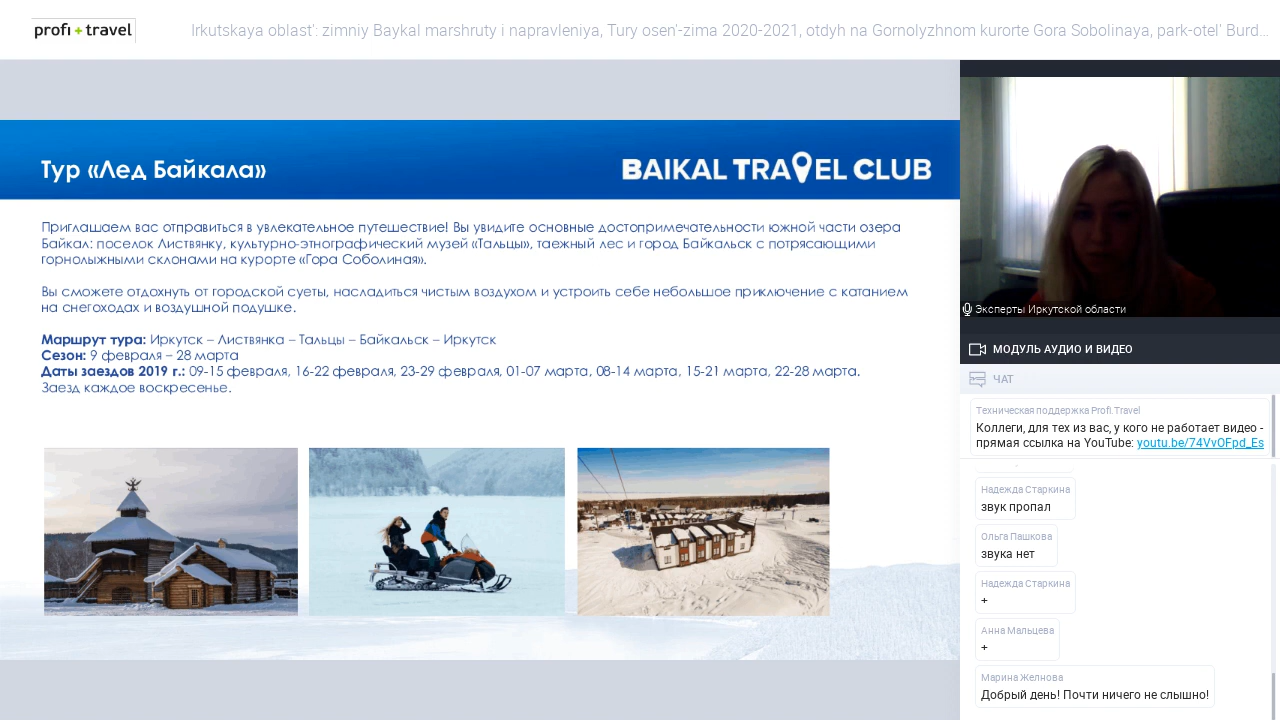 profi + travel
Irkutskaya oblast': zimniy Baykal marshruty i napravleniya, Tury osen'-zima 2020-2021, otdyh na Gornolyzhnom kurorte Gora Sobolinaya, park-otel' Burd...
Тур «Лед Байкала»
BAIKAL TRAVEL CLUB
Приглашаем вас отправиться в увлекательное путешествие! Вы увидите основные достопримечательности южной части озера
Байкал: поселок Листвянку, культурно-этнографический музей «Тальцы», таежный лес и город Байкальск с потрясающими
горнолыжными склонами на курорте «Гора Соболиная».
Вы сможете отдохнуть от городской суеты, насладиться чистым воздухом и устроить себе небольшое приключение с катанием
на снегоходах и воздушной подушке.
Маршрут тура: Иркутск – Листвянка – Тальцы – Байкальск – Иркутск
Сезон: 9 февраля – 28 марта
Даты заездов 2019 г.: 09-15 февраля, 16-22 февраля, 23-29 февраля, 01-07 марта, 08-14 марта, 15-21 марта, 22-28 марта.
Заезд каждое воскресенье.
Эксперты Иркутской области
МОДУЛЬ АУДИО И ВИДЕО
ЧАТ
Техническая поддержка Profi.Travel
Коллеги, для тех из вас, у кого не работает видео -
прямая ссылка на YouTube: youtu.be/74VvOFpd_Es
Надежда Старкина
звук пропал
Ольга Пашкова
звука нет
Надежда Старкина
+
Анна Мальцева
+
Марина Желнова
Добрый день! Почти ничего не слышно!